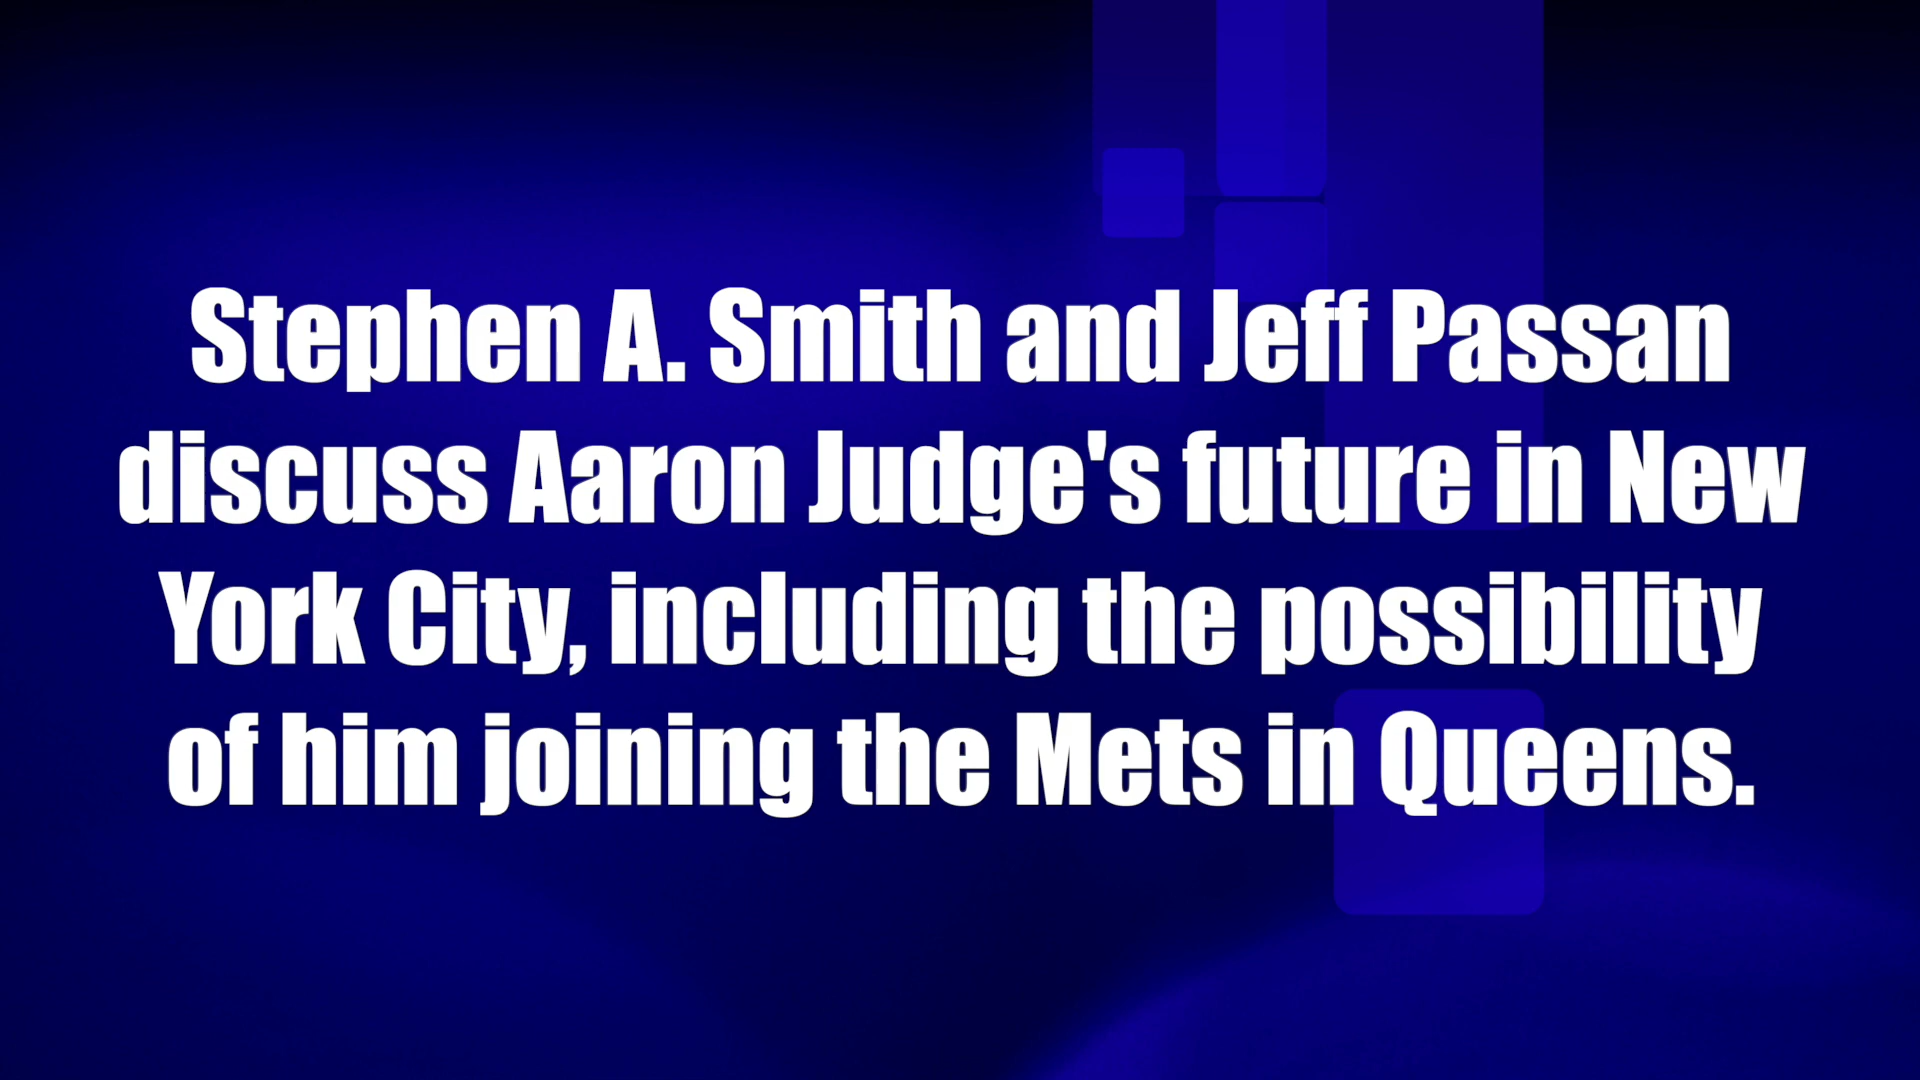 Stephen A. Smith and Jeff Passan
discuss Aaron Judge's future in New
York City, including the possibility
of him joining the Mets in Queens.